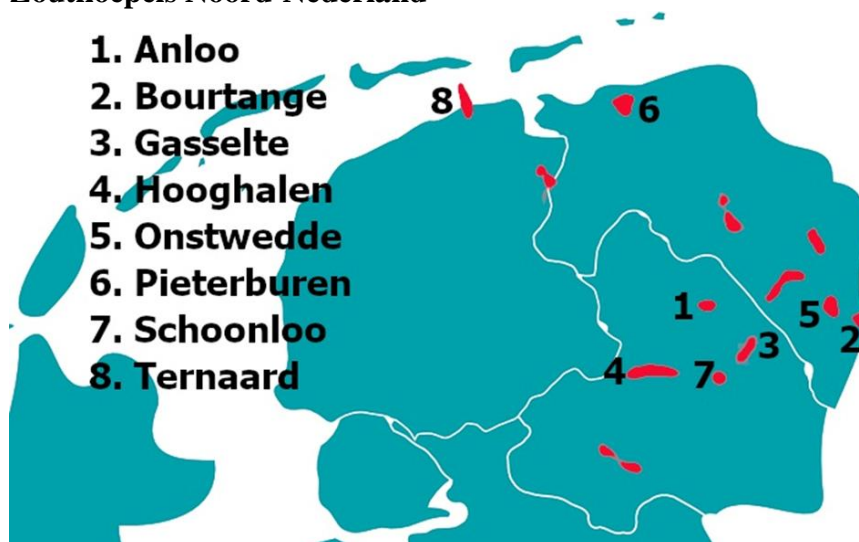 Zouthoepels Noord-Nederland
1. Anloo
2. Bourtange
3. Gasselte
4. Hooghalen
5. Onstwedde
6. Pieterburen
7. Schoonloo
8. Ternaard
8
6
1
5
2
3
4
7